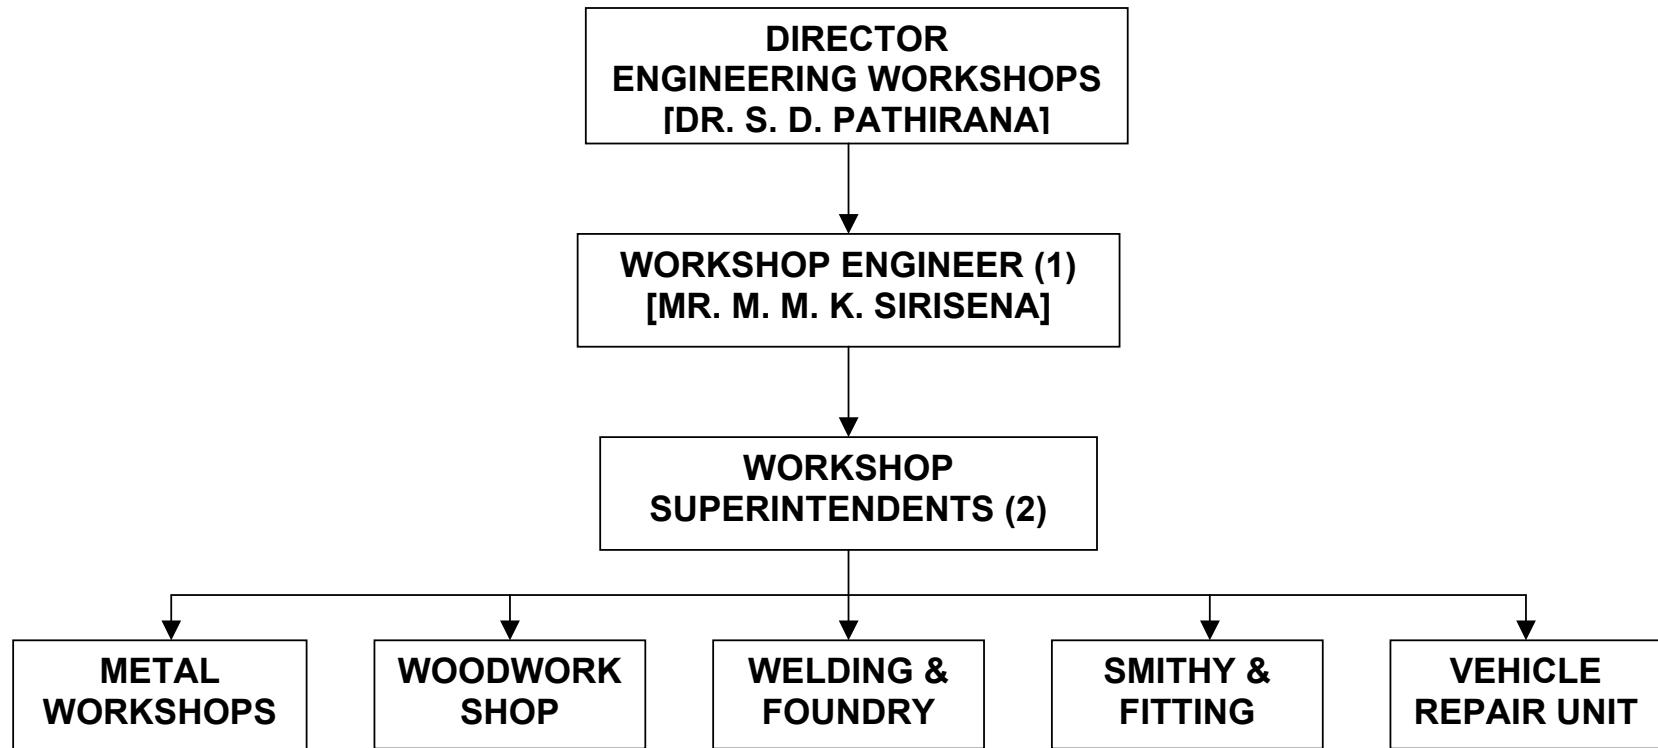 DIRECTOR
ENGINEERING WORKSHOPS
[DR. S. D. PATHIRANA]
WORKSHOP ENGINEER (1)
[MR. M. M. K. SIRISENA]
WORKSHOP
SUPERINTENDENTS (2)
METAL
WORKSHOPS
WOODWORK
SHOP
WELDING &
FOUNDRY
SMITHY &
FITTING
VEHICLE
REPAIR UNIT